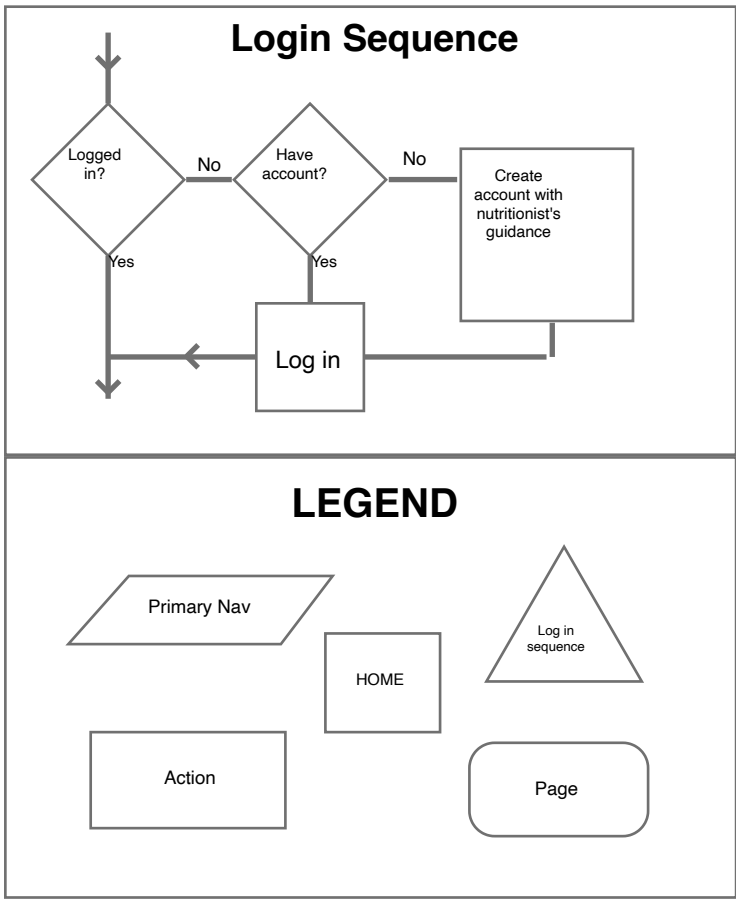 Login Sequence
Logged
in?
No
Have
account?
No
Create
account with
nutritionist's
guidance
Yes
Yes
Log in
LEGEND
Primary Nav
Log in
sequence
HOME
Action
Page